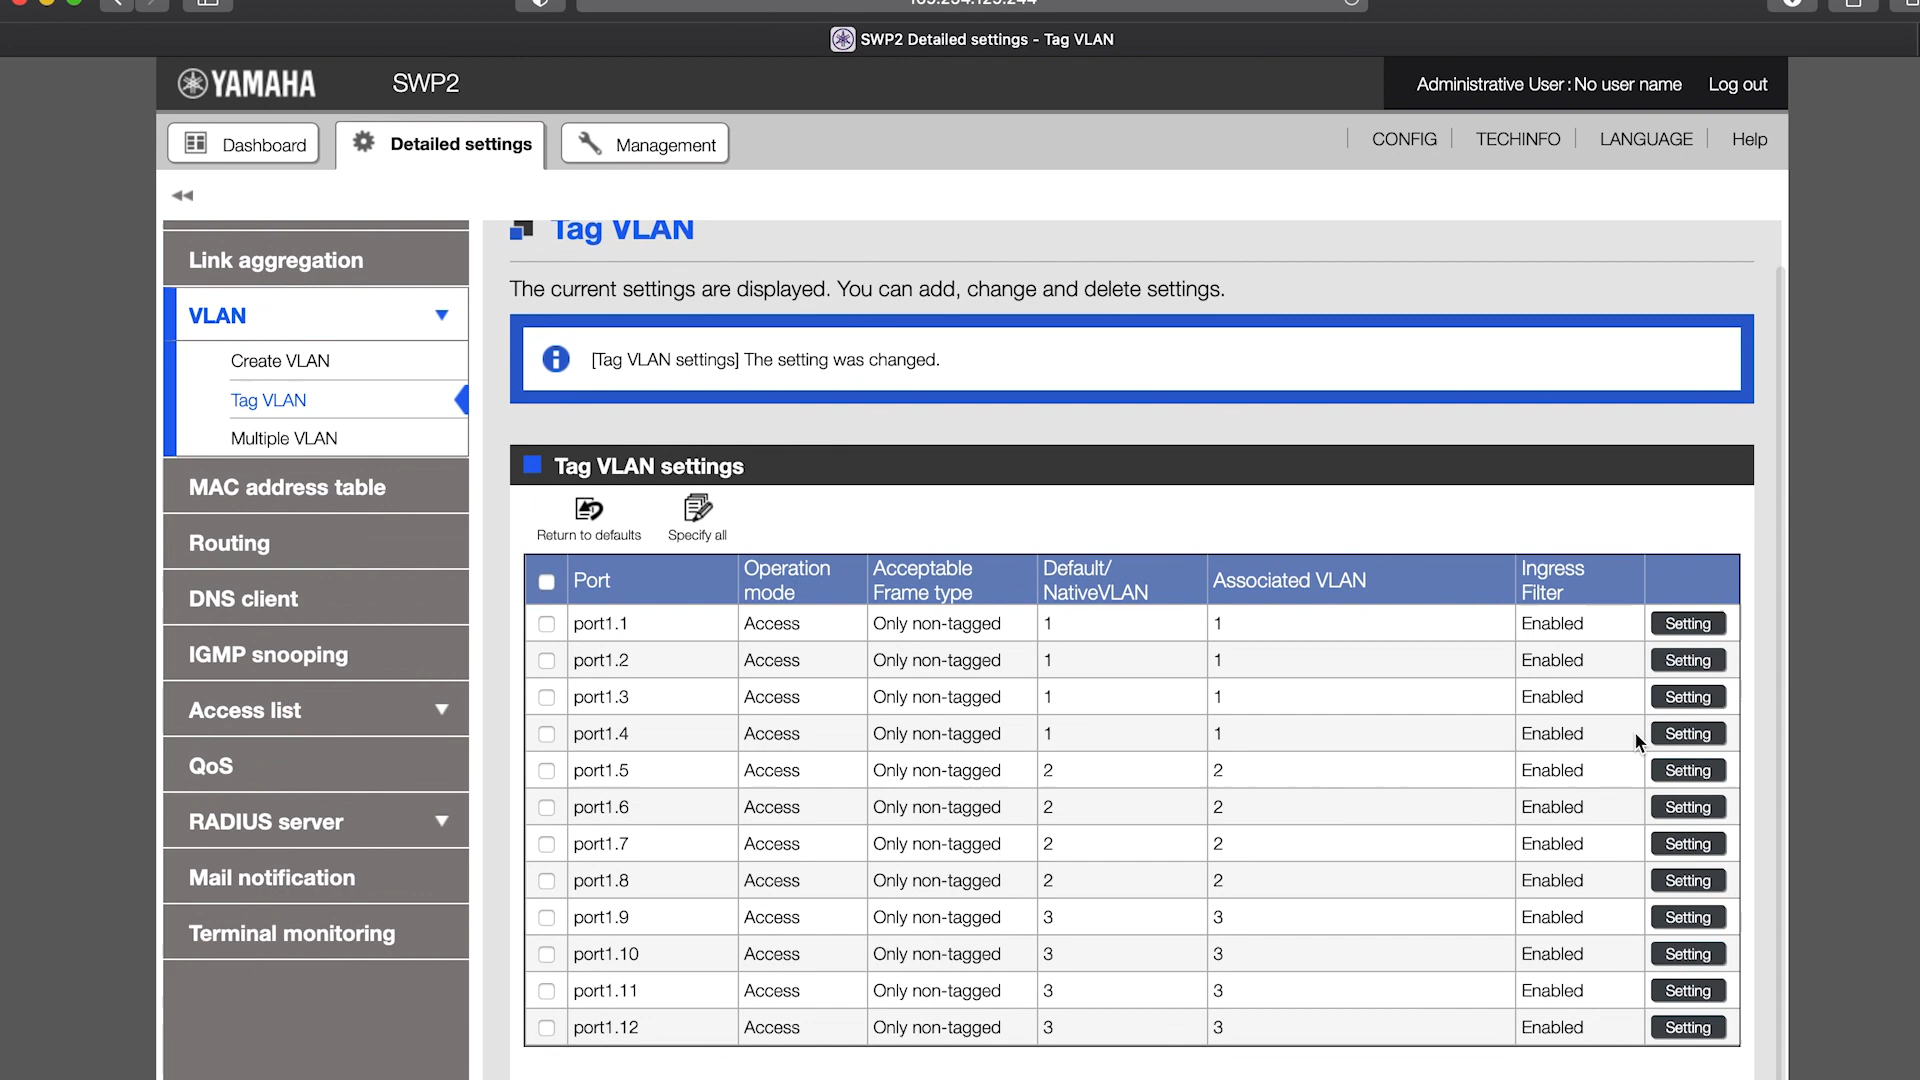 SWP2 Detailed settings - Tag VLAN
YAMAHA
SWP2
Administrative User : No user name
Log out
Dashboard
Detailed settings
Management
CONFIG
TECHINFO
LANGUAGE
Help
Link aggregation
VLAN
Create VLAN
Tag VLAN
Multiple VLAN
MAC address table
Routing
DNS client
IGMP snooping
Access list
QoS
RADIUS server
Mail notification
Terminal monitoring
Tag VLAN
The current settings are displayed. You can add, change and delete settings.
[Tag VLAN settings] The setting was changed.
Tag VLAN settings
Return to defaults
Specify all
Port Operation mode Acceptable Frame type Default/ NativeVLAN Associated VLAN Ingress Filter
port1.1 Access Only non-tagged 1 1 Enabled Setting
port1.2 Access Only non-tagged 1 1 Enabled Setting
port1.3 Access Only non-tagged 1 1 Enabled Setting
port1.4 Access Only non-tagged 1 1 Enabled Setting
port1.5 Access Only non-tagged 2 2 Enabled Setting
port1.6 Access Only non-tagged 2 2 Enabled Setting
port1.7 Access Only non-tagged 2 2 Enabled Setting
port1.8 Access Only non-tagged 2 2 Enabled Setting
port1.9 Access Only non-tagged 3 3 Enabled Setting
port1.10 Access Only non-tagged 3 3 Enabled Setting
port1.11 Access Only non-tagged 3 3 Enabled Setting
port1.12 Access Only non-tagged 3 3 Enabled Setting